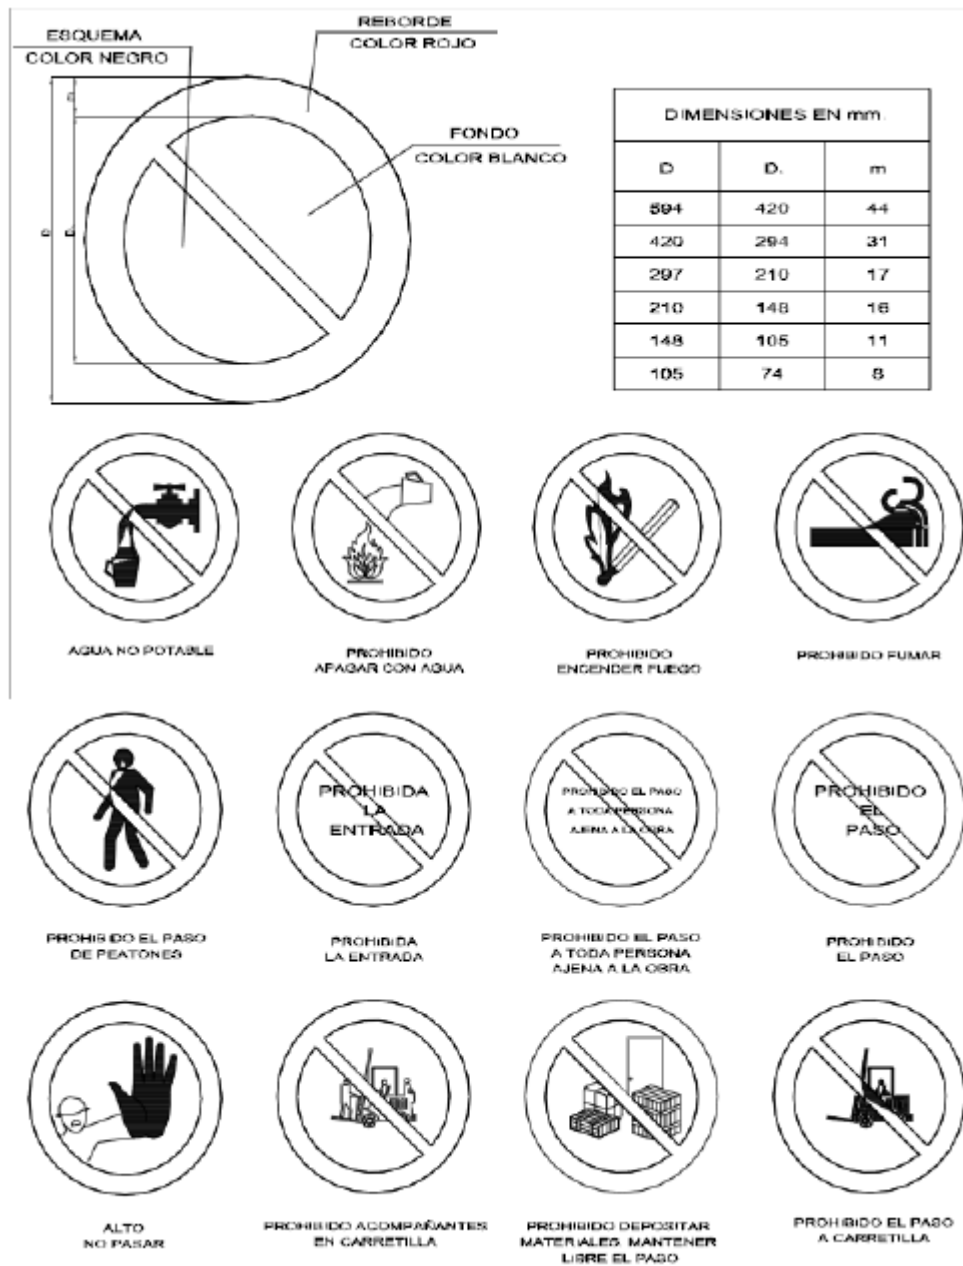 ESQUEMA
COLOR NEGRO
REBORDE
COLOR ROJO
FONDO
COLOR BLANCO
D
D.
DIMENSIONES EN mm.
D D. m
594 420 44
420 294 31
297 210 17
210 148 16
148 105 11
105 74 8
AGUA NO POTABLE
PROHIBIDO
APAGAR CON AGUA
PROHIBIDO
ENCENDER FUEGO
PROHIBIDO FUMAR
PROHIBIDA
LA
ENTRADA
PROHIBIDO EL PASO
A TODA PERSONA
AJENA A LA OBRA
PROHIBIDO
EL
PASO
PROHIBIDO EL PASO
DE PEATONES
PROHIBIDA
LA ENTRADA
PROHIBIDO EL PASO
A TODA PERSONA
AJENA A LA OBRA
PROHIBIDO
EL PASO
ALTO
NO PASAR
PROHIBIDO ACOMPAÑANTES
EN CARRETILLA
PROHIBIDO DEPOSITAR
MATERIALES. MANTENER
LIBRE EL PASO
PROHIBIDO EL PASO
A CARRETILLA